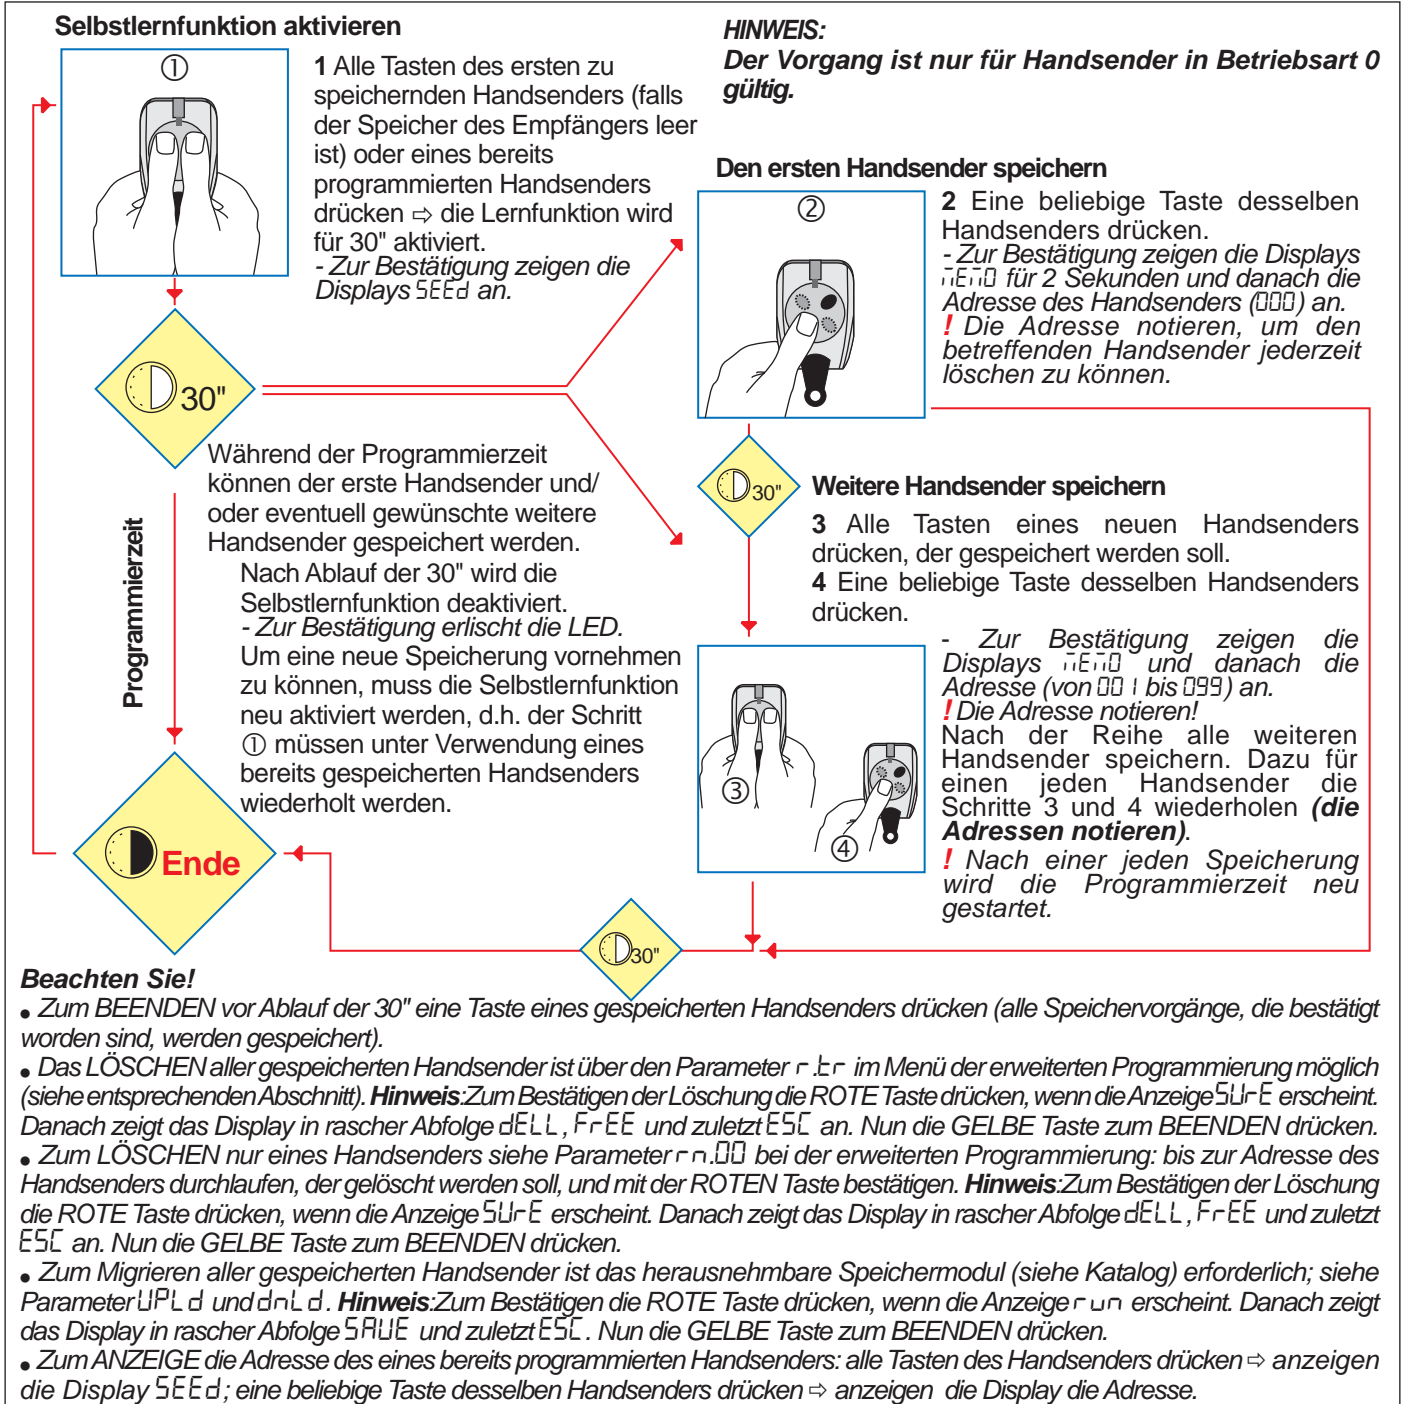 Selbstlernfunktion aktivieren
①
1 Alle Tasten des ersten zu
speichernden Handsenders (falls
der Speicher des Empfängers leer
ist) oder eines bereits
programmierten Handsenders
drücken ⇨ die Lernfunktion wird
für 30" aktiviert.
- Zur Bestätigung zeigen die
Displays SEEd an.
HINWEIS:
Der Vorgang ist nur für Handsender in Betriebsart 0
gültig.
Den ersten Handsender speichern
②
2 Eine beliebige Taste desselben
Handsenders drücken.
- Zur Bestätigung zeigen die Displays
MEMO für 2 Sekunden und danach die
Adresse des Handsenders (000) an.
! Die Adresse notieren, um den
betreffenden Handsender jederzeit
löschen zu können.
30"
Während der Programmierzeit
können der erste Handsender und/
oder eventuell gewünschte weitere
Handsender gespeichert werden.
Nach Ablauf der 30" wird die
Selbstlernfunktion deaktiviert.
- Zur Bestätigung erlischt die LED.
Um eine neue Speicherung vornehmen
zu können, muss die Selbstlernfunktion
neu aktiviert werden, d.h. der Schritt
① müssen unter Verwendung eines
bereits gespeicherten Handsenders
wiederholt werden.
Programmierzeit
Ende
30"
Weitere Handsender speichern
3 Alle Tasten eines neuen Handsenders
drücken, der gespeichert werden soll.
4 Eine beliebige Taste desselben Handsenders
drücken.
③
④
- Zur Bestätigung zeigen die
Displays MEMO und danach die
Adresse (von 001 bis 099) an.
! Die Adresse notieren!
Nach der Reihe alle weiteren
Handsender speichern. Dazu für
einen jeden Handsender die
Schritte 3 und 4 wiederholen (die
Adressen notieren).
! Nach einer jeden Speicherung
wird die Programmierzeit neu
gestartet.
30"
Beachten Sie!
● Zum BEENDEN vor Ablauf der 30" eine Taste eines gespeicherten Handsenders drücken (alle Speichervorgänge, die bestätigt
worden sind, werden gespeichert).
● Das LÖSCHEN aller gespeicherten Handsender ist über den Parameter r.tr im Menü der erweiterten Programmierung möglich
(siehe entsprechenden Abschnitt). Hinweis:Zum Bestätigen der Löschung die ROTE Taste drücken, wenn die Anzeige SUrE erscheint.
Danach zeigt das Display in rascher Abfolge dELL, FrEE und zuletzt ESC an. Nun die GELBE Taste zum BEENDEN drücken.
● Zum LÖSCHEN nur eines Handsenders siehe Parameter rn.00 bei der erweiterten Programmierung: bis zur Adresse des
Handsenders durchlaufen, der gelöscht werden soll, und mit der ROTEN Taste bestätigen. Hinweis:Zum Bestätigen der Löschung
die ROTE Taste drücken, wenn die Anzeige SUrE erscheint. Danach zeigt das Display in rascher Abfolge dELL, FrEE und zuletzt
ESC an. Nun die GELBE Taste zum BEENDEN drücken.
● Zum Migrieren aller gespeicherten Handsender ist das herausnehmbare Speichermodul (siehe Katalog) erforderlich; siehe
Parameter UPLd und dnLd. Hinweis:Zum Bestätigen die ROTE Taste drücken, wenn die Anzeige run erscheint. Danach zeigt
das Display in rascher Abfolge SAUE und zuletzt ESC. Nun die GELBE Taste zum BEENDEN drücken.
● Zum ANZEIGE die Adresse des eines bereits programmierten Handsenders: alle Tasten des Handsenders drücken ⇨ anzeigen
die Display SEEd; eine beliebige Taste desselben Handsenders drücken ⇨ anzeigen die Display die Adresse.